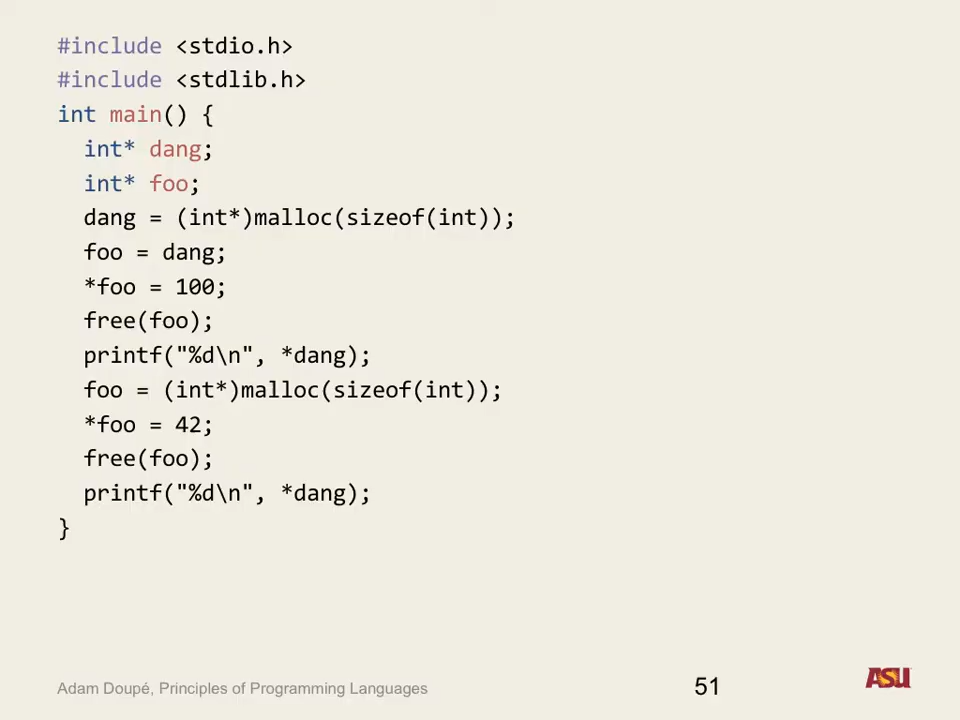 #include <stdio.h>
#include <stdlib.h>
int main() {
  int* dang;
  int* foo;
  dang = (int*)malloc(sizeof(int));
  foo = dang;
  *foo = 100;
  free(foo);
  printf("%d\n", *dang);
  foo = (int*)malloc(sizeof(int));
  *foo = 42;
  free(foo);
  printf("%d\n", *dang);
}
Adam Doupé, Principles of Programming Languages
51
ASU